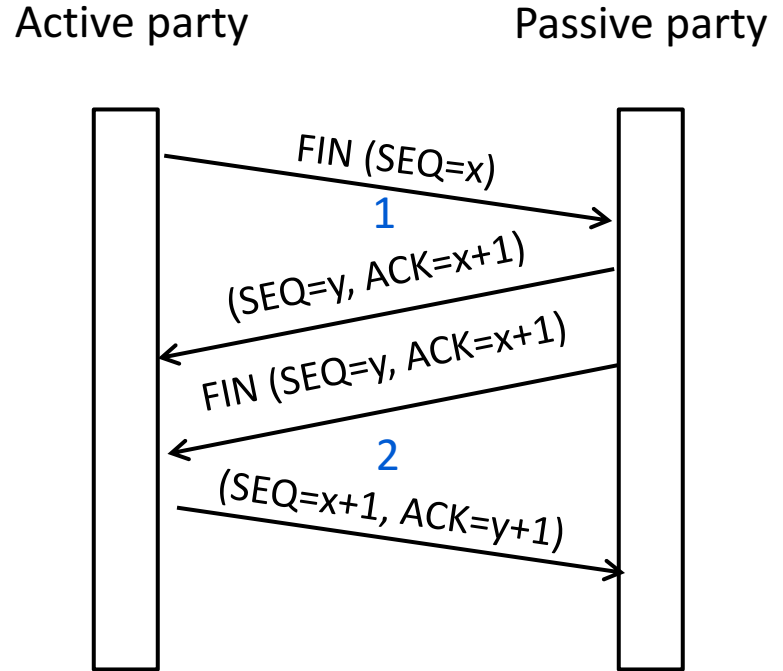 Active party
Passive party
FIN (SEQ=x)
1
(SEQ=y, ACK=x+1)
FIN (SEQ=y, ACK=x+1)
2
(SEQ=x+1, ACK=y+1)